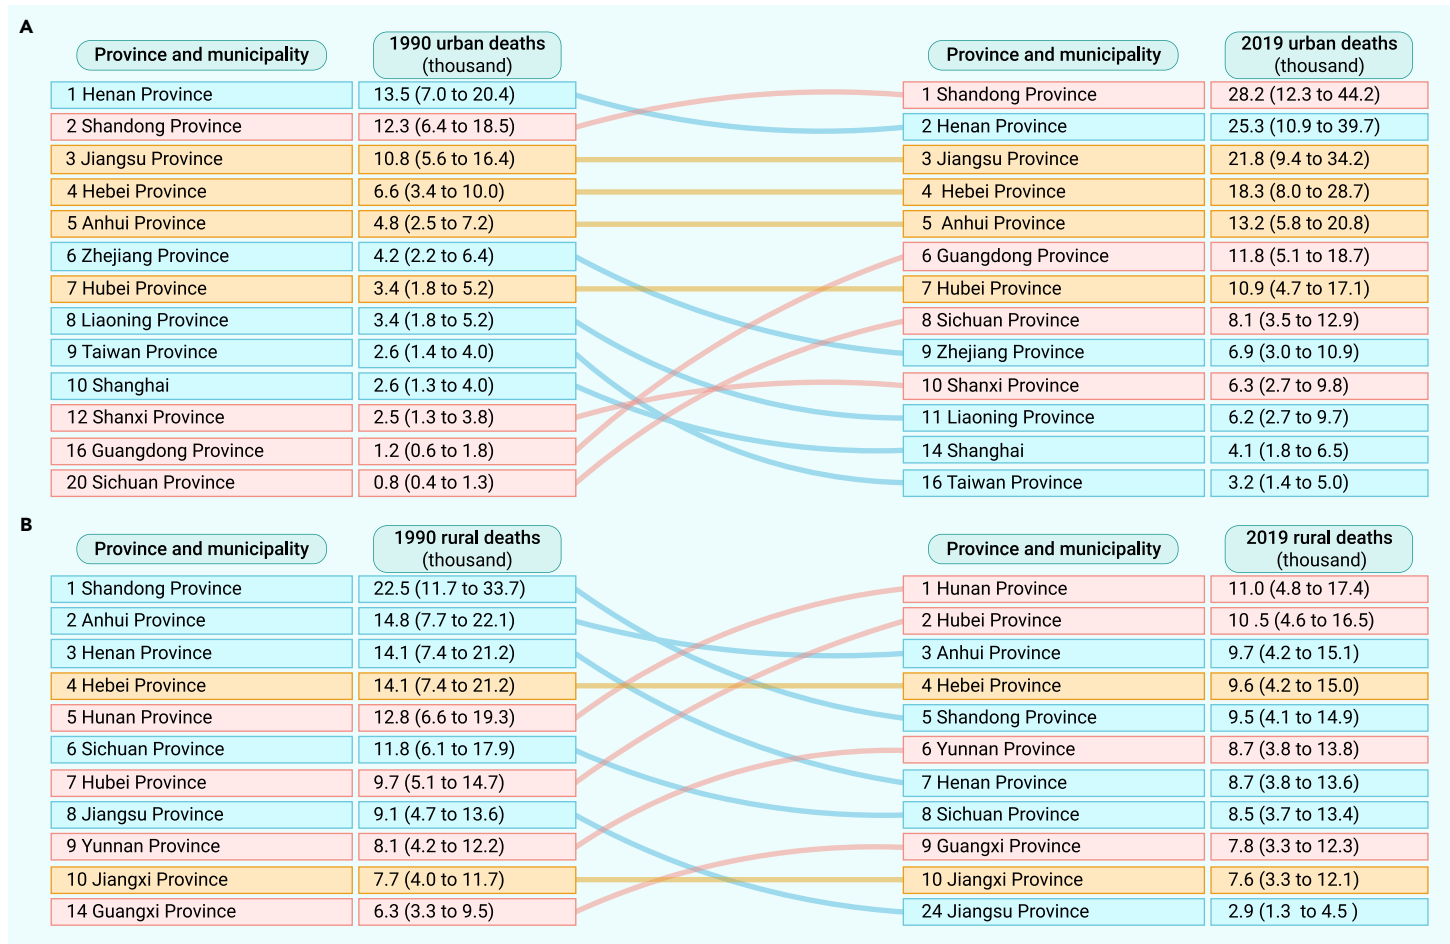 A
Province and municipality 1990 urban deaths (thousand) Province and municipality 2019 urban deaths (thousand)
1 Henan Province 13.5 (7.0 to 20.4) 1 Shandong Province 28.2 (12.3 to 44.2)
2 Shandong Province 12.3 (6.4 to 18.5) 2 Henan Province 25.3 (10.9 to 39.7)
3 Jiangsu Province 10.8 (5.6 to 16.4) 3 Jiangsu Province 21.8 (9.4 to 34.2)
4 Hebei Province 6.6 (3.4 to 10.0) 4 Hebei Province 18.3 (8.0 to 28.7)
5 Anhui Province 4.8 (2.5 to 7.2) 5 Anhui Province 13.2 (5.8 to 20.8)
6 Zhejiang Province 4.2 (2.2 to 6.4) 6 Guangdong Province 11.8 (5.1 to 18.7)
7 Hubei Province 3.4 (1.8 to 5.2) 7 Hubei Province 10.9 (4.7 to 17.1)
8 Liaoning Province 3.4 (1.8 to 5.2) 8 Sichuan Province 8.1 (3.5 to 12.9)
9 Taiwan Province 2.6 (1.4 to 4.0) 9 Zhejiang Province 6.9 (3.0 to 10.9)
10 Shanghai 2.6 (1.3 to 4.0) 10 Shanxi Province 6.3 (2.7 to 9.8)
12 Shanxi Province 2.5 (1.3 to 3.8) 11 Liaoning Province 6.2 (2.7 to 9.7)
16 Guangdong Province 1.2 (0.6 to 1.8) 14 Shanghai 4.1 (1.8 to 6.5)
20 Sichuan Province 0.8 (0.4 to 1.3) 16 Taiwan Province 3.2 (1.4 to 5.0)
B
Province and municipality 1990 rural deaths (thousand) Province and municipality 2019 rural deaths (thousand)
1 Shandong Province 22.5 (11.7 to 33.7) 1 Hunan Province 11.0 (4.8 to 17.4)
2 Anhui Province 14.8 (7.7 to 22.1) 2 Hubei Province 10 .5 (4.6 to 16.5)
3 Henan Province 14.1 (7.4 to 21.2) 3 Anhui Province 9.7 (4.2 to 15.1)
4 Hebei Province 14.1 (7.4 to 21.2) 4 Hebei Province 9.6 (4.2 to 15.0)
5 Hunan Province 12.8 (6.6 to 19.3) 5 Shandong Province 9.5 (4.1 to 14.9)
6 Sichuan Province 11.8 (6.1 to 17.9) 6 Yunnan Province 8.7 (3.8 to 13.8)
7 Hubei Province 9.7 (5.1 to 14.7) 7 Henan Province 8.7 (3.8 to 13.6)
8 Jiangsu Province 9.1 (4.7 to 13.6) 8 Sichuan Province 8.5 (3.7 to 13.4)
9 Yunnan Province 8.1 (4.2 to 12.2) 9 Guangxi Province 7.8 (3.3 to 12.3)
10 Jiangxi Province 7.7 (4.0 to 11.7) 10 Jiangxi Province 7.6 (3.3 to 12.1)
14 Guangxi Province 6.3 (3.3 to 9.5) 24 Jiangsu Province 2.9 (1.3 to 4.5 )